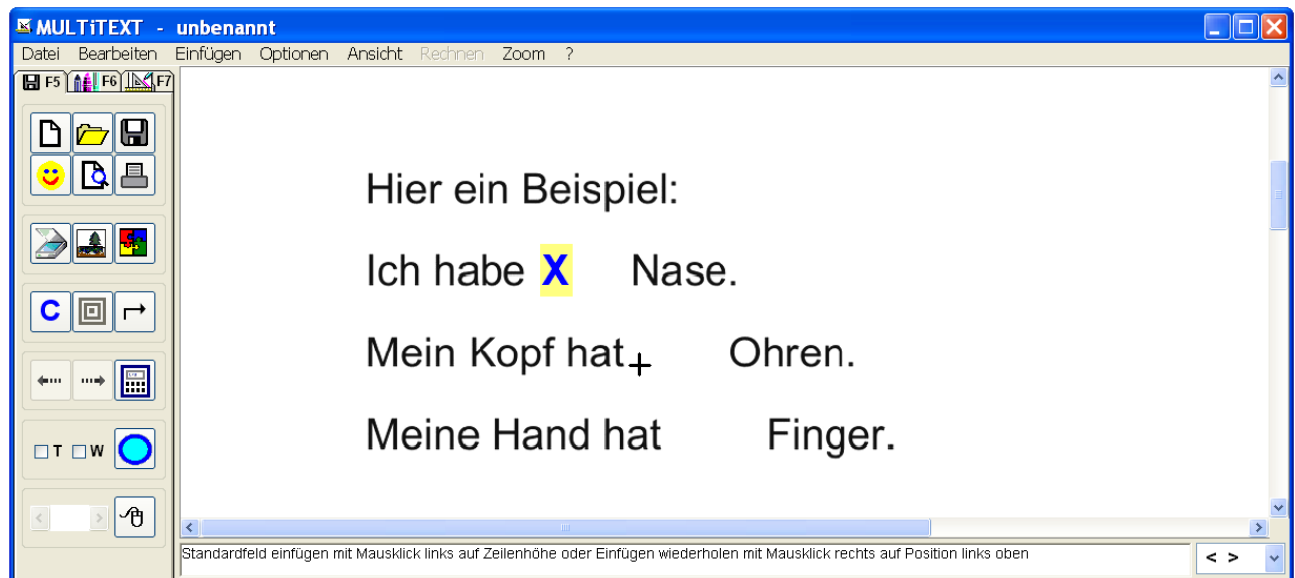 MULTiTEXT - unbenannt
Datei Bearbeiten Einfügen Optionen Ansicht Rechnen Zoom ?
F5 F6 F7
Hier ein Beispiel:
Ich habe X Nase.
Mein Kopf hat Ohren.
Meine Hand hat Finger.
C
T W
Standardfeld einfügen mit Mausklick links auf Zeilenhöhe oder Einfügen wiederholen mit Mausklick rechts auf Position links oben
< >